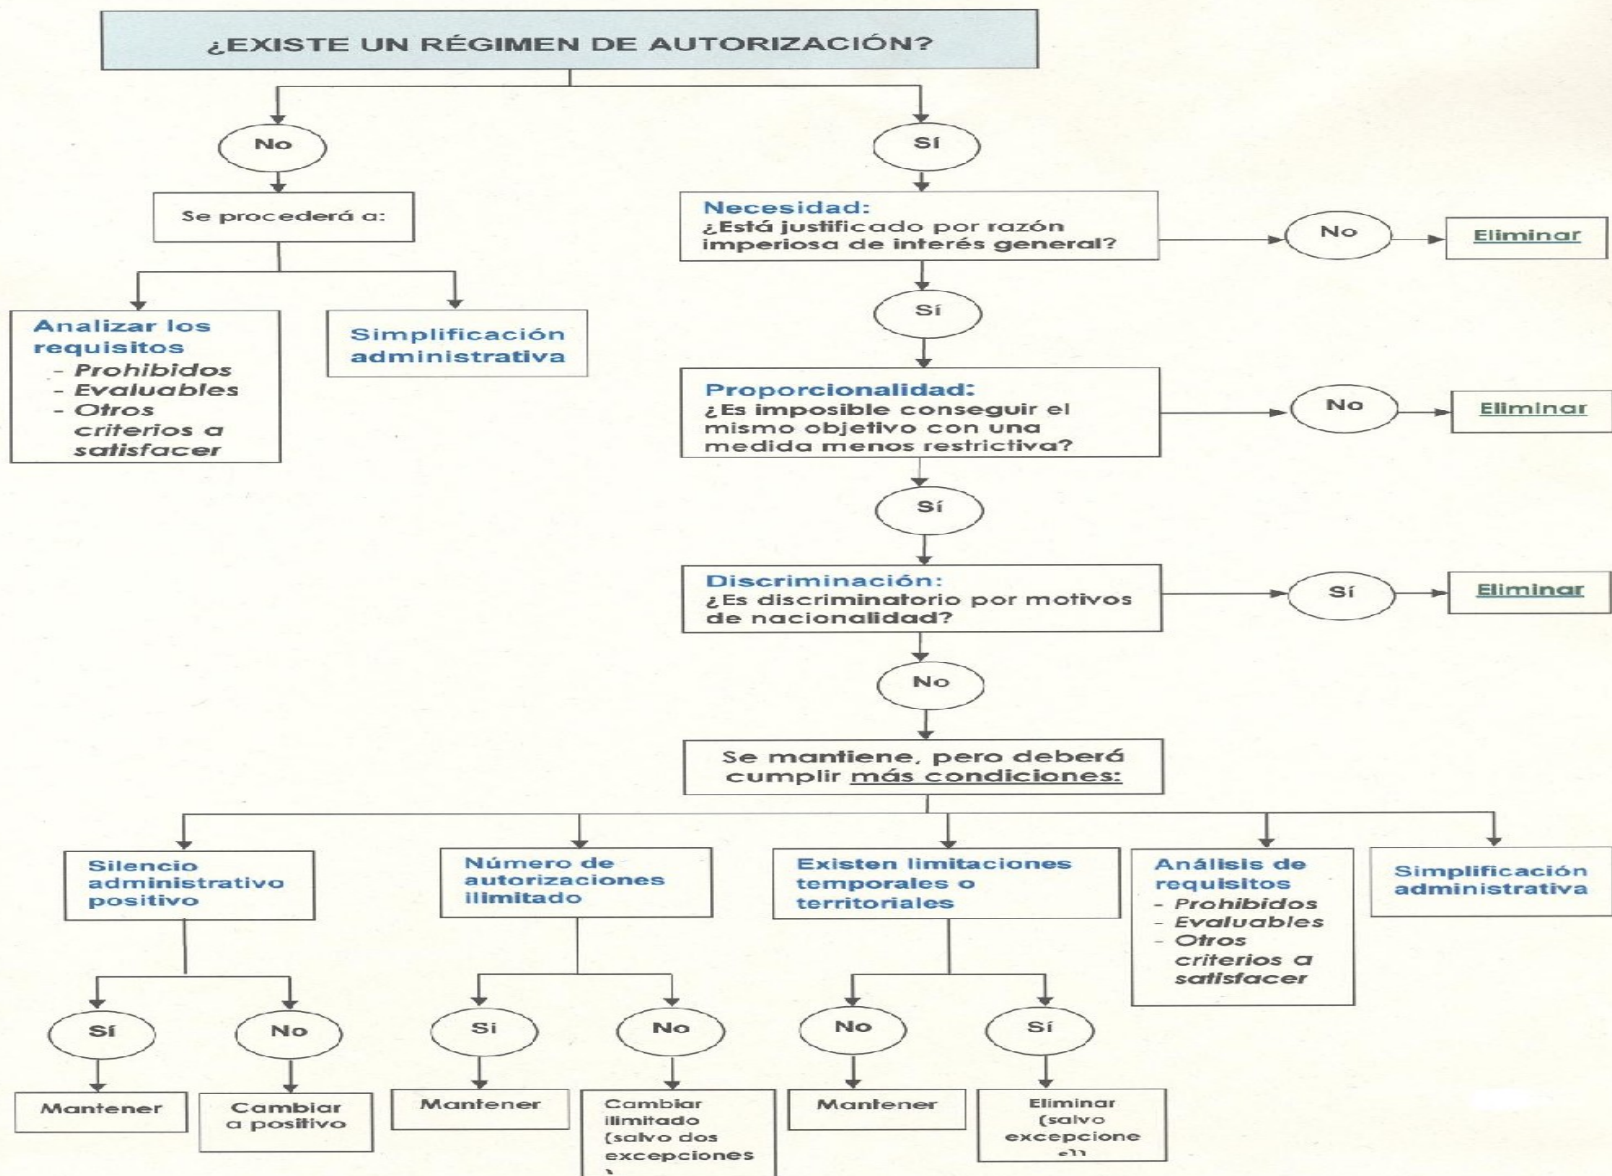 ¿EXISTE UN RÉGIMEN DE AUTORIZACIÓN?
No
Sí
Se procederá a:
Necesidad:
¿Está justificado por razón
imperiosa de interés general?
No
Eliminar
Analizar los
requisitos
- Prohibidos
- Evaluables
- Otros
criterios a
satisfacer
Simplificación
administrativa
Sí
Proporcionalidad:
¿Es imposible conseguir el
mismo objetivo con una
medida menos restrictiva?
No
Eliminar
Sí
Discriminación:
¿Es discriminatorio por motivos
de nacionalidad?
Sí
Eliminar
No
Se mantiene, pero deberá
cumplir más condiciones:
Silencio
administrativo
positivo
Número de
autorizaciones
ilimitado
Existen limitaciones
temporales o
territoriales
Análisis de
requisitos
- Prohibidos
- Evaluables
- Otros
criterios a
satisfacer
Simplificación
administrativa
Sí
No
Sí
No
No
Sí
Mantener
Cambiar
a positivo
Mantener
Cambiar
ilimitado
(salvo dos
excepciones
Mantener
Eliminar
(salvo
excepcione